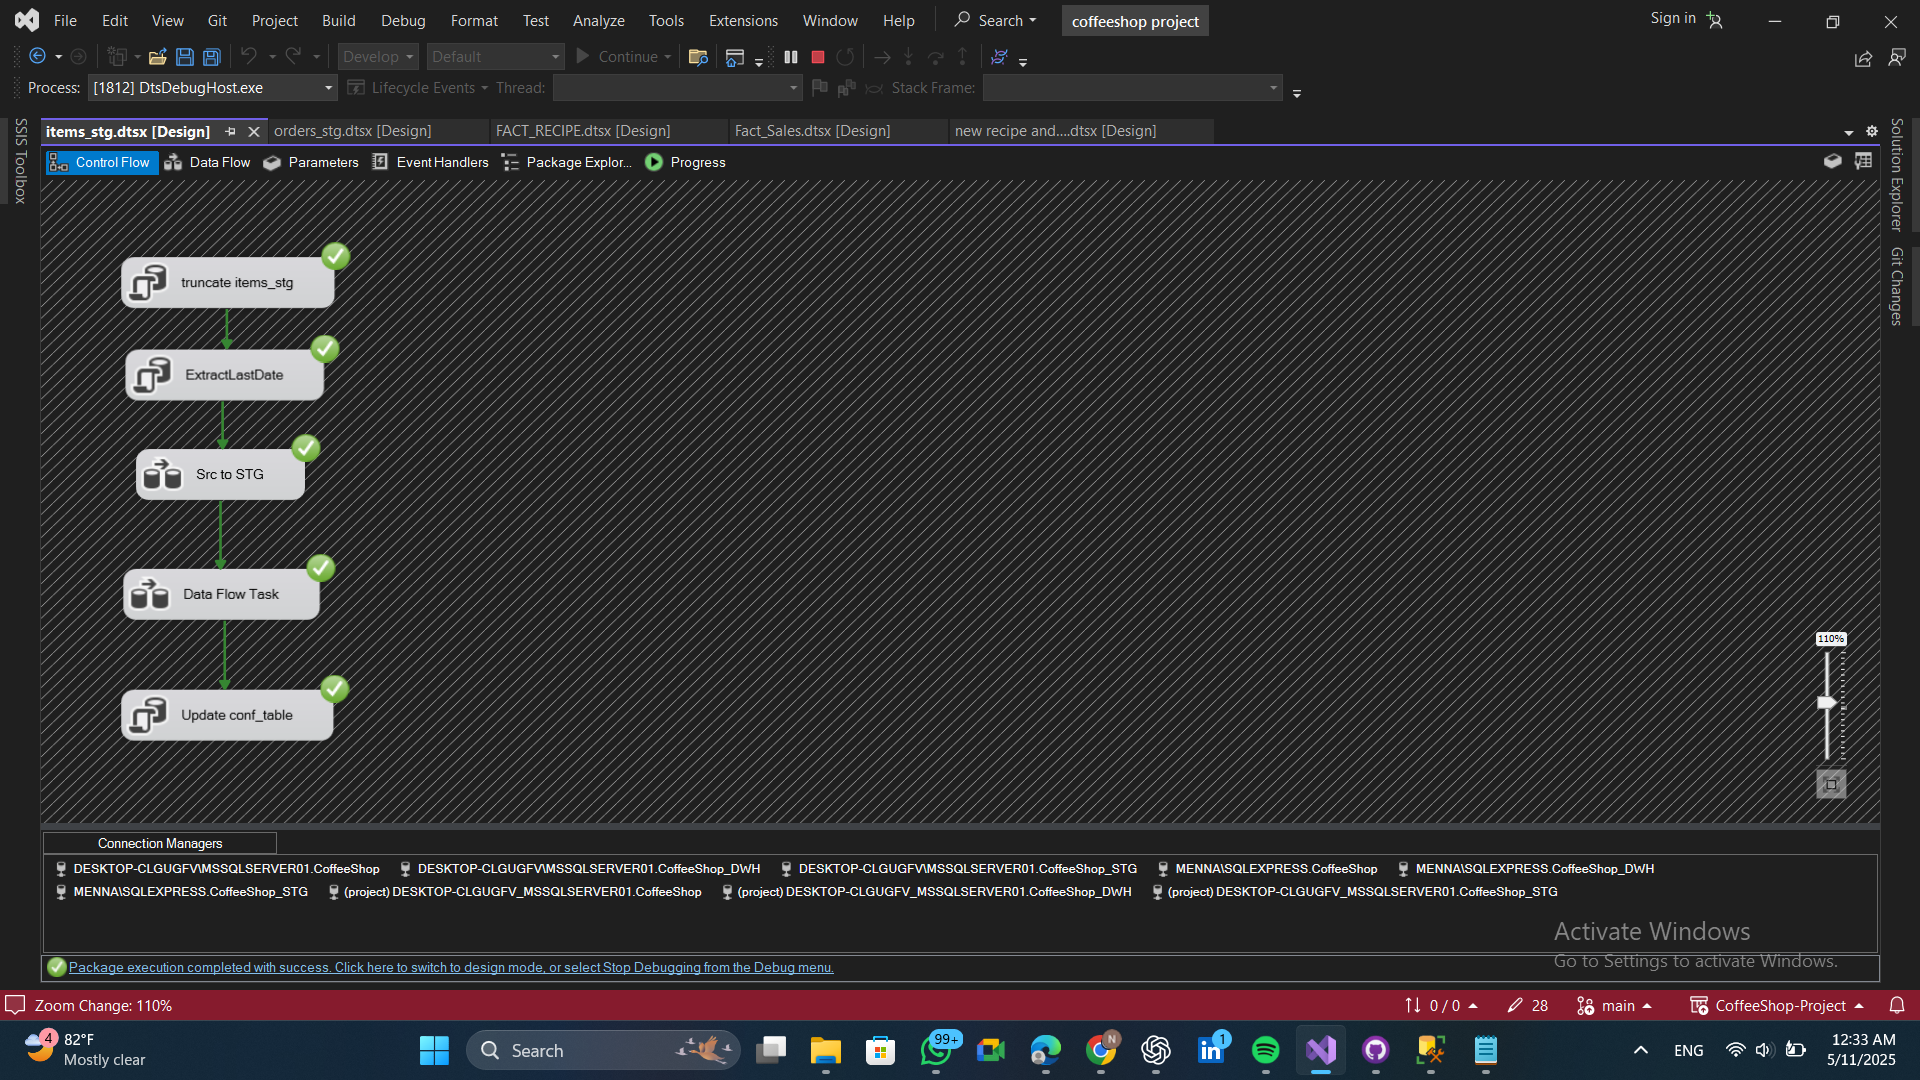 File Edit View Git Project Build Debug Format Test Analyze Tools Extensions Window Help Search coffeeshop project Sign in
Develop Default Continue
Process: [1812] DtsDebugHost.exe Lifecycle Events Thread: Stack Frame:
SSIS Toolbox
items_stg.dtsx [Design] orders_stg.dtsx [Design] FACT_RECIPE.dtsx [Design] Fact_Sales.dtsx [Design] new recipe and....dtsx [Design]
Control Flow Data Flow Parameters Event Handlers Package Explor... Progress
Solution Explorer
Git Changes
truncate items_stg
ExtractLastDate
Src to STG
Data Flow Task
Update conf_table
110%
Connection Managers
DESKTOP-CLGUGFV\MSSQLSERVER01.CoffeeShop DESKTOP-CLGUGFV\MSSQLSERVER01.CoffeeShop_DWH DESKTOP-CLGUGFV\MSSQLSERVER01.CoffeeShop_STG MENNA\SQLEXPRESS.CoffeeShop MENNA\SQLEXPRESS.CoffeeShop_DWH
MENNA\SQLEXPRESS.CoffeeShop_STG (project) DESKTOP-CLGUGFV_MSSQLSERVER01.CoffeeShop (project) DESKTOP-CLGUGFV_MSSQLSERVER01.CoffeeShop_DWH (project) DESKTOP-CLGUGFV_MSSQLSERVER01.CoffeeShop_STG
Activate Windows
Go to Settings to activate Windows.
Package execution completed with success. Click here to switch to design mode, or select Stop Debugging from the Debug menu.
Zoom Change: 110% 0 / 0 28 main CoffeeShop-Project
4 82°F
Mostly clear
Search 99+ N 1 ENG
12:33 AM
5/11/2025